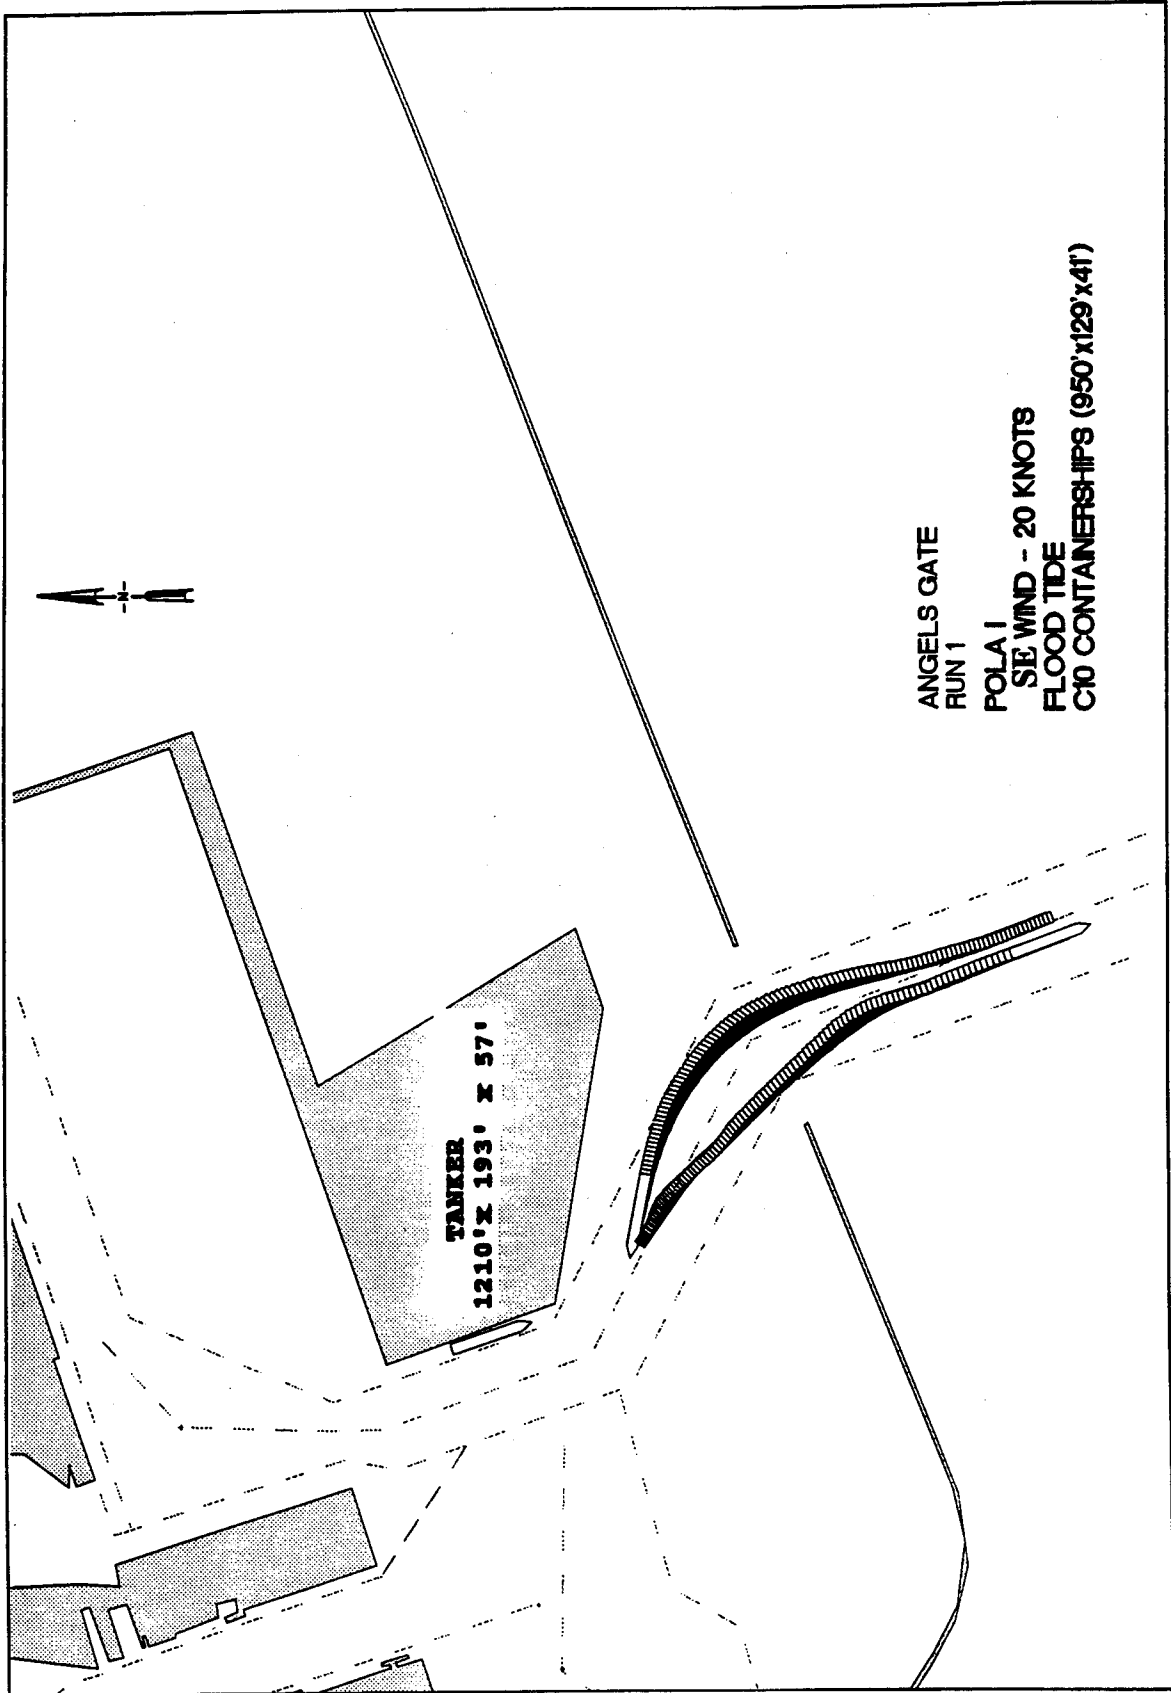 -N-
TANKER
1210'X 193' X 57'
ANGELS GATE
RUN 1
POLA I
SE WIND - 20 KNOTS
FLOOD TIDE
C10 CONTAINERSHIPS (950'x129'x41')